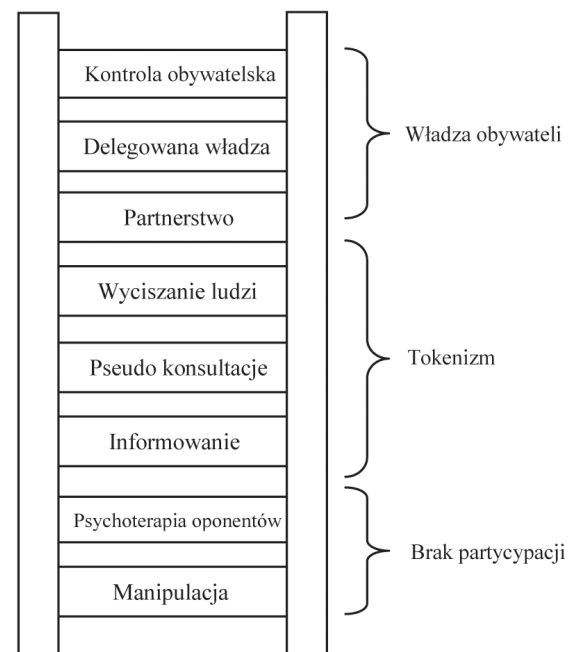 Kontrola obywatelska
Delegowana władza
Władza obywateli
Partnerstwo
Wyciszanie ludzi
Pseudo konsultacje
Tokenizm
Informowanie
Psychoterapia oponentów
Brak partycypacji
Manipulacja